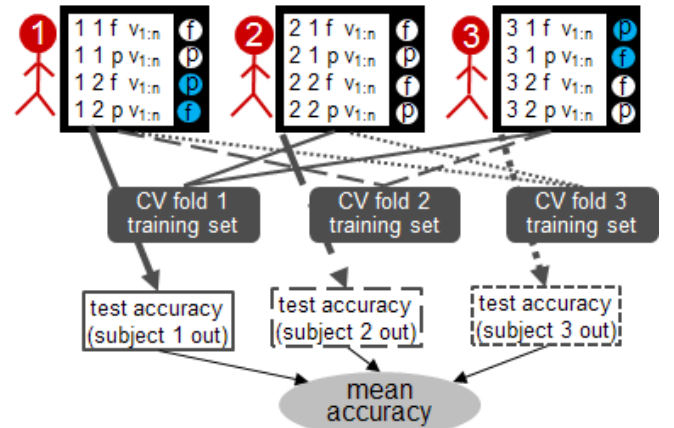 1
1 1 f v1:n f
1 1 p v1:n p
1 2 f v1:n p
1 2 p v1:n f
2
2 1 f v1:n f
2 1 p v1:n p
2 2 f v1:n f
2 2 p v1:n p
3
3 1 f v1:n p
3 1 p v1:n f
3 2 f v1:n f
3 2 p v1:n p
CV fold 1
training set
CV fold 2
training set
CV fold 3
training set
test accuracy
(subject 1 out)
test accuracy
(subject 2 out)
test accuracy
(subject 3 out)
mean
accuracy